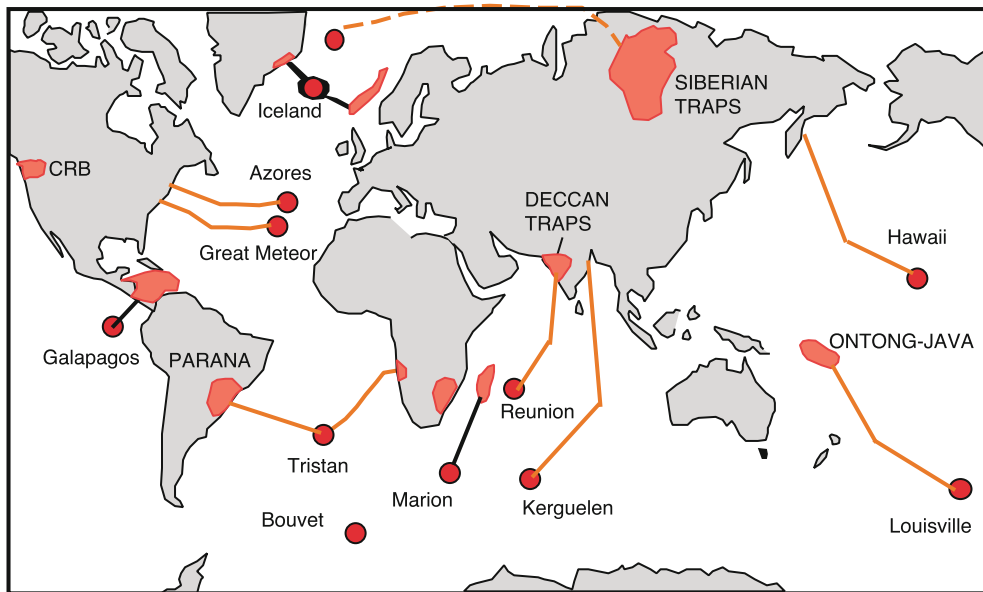 SIBERIAN
TRAPS
Iceland
CRB
Azores
DECCAN
TRAPS
Great Meteor
Hawaii
Galapagos
PARANA
ONTONG-JAVA
Reunion
Tristan
Marion
Kerguelen
Bouvet
Louisville